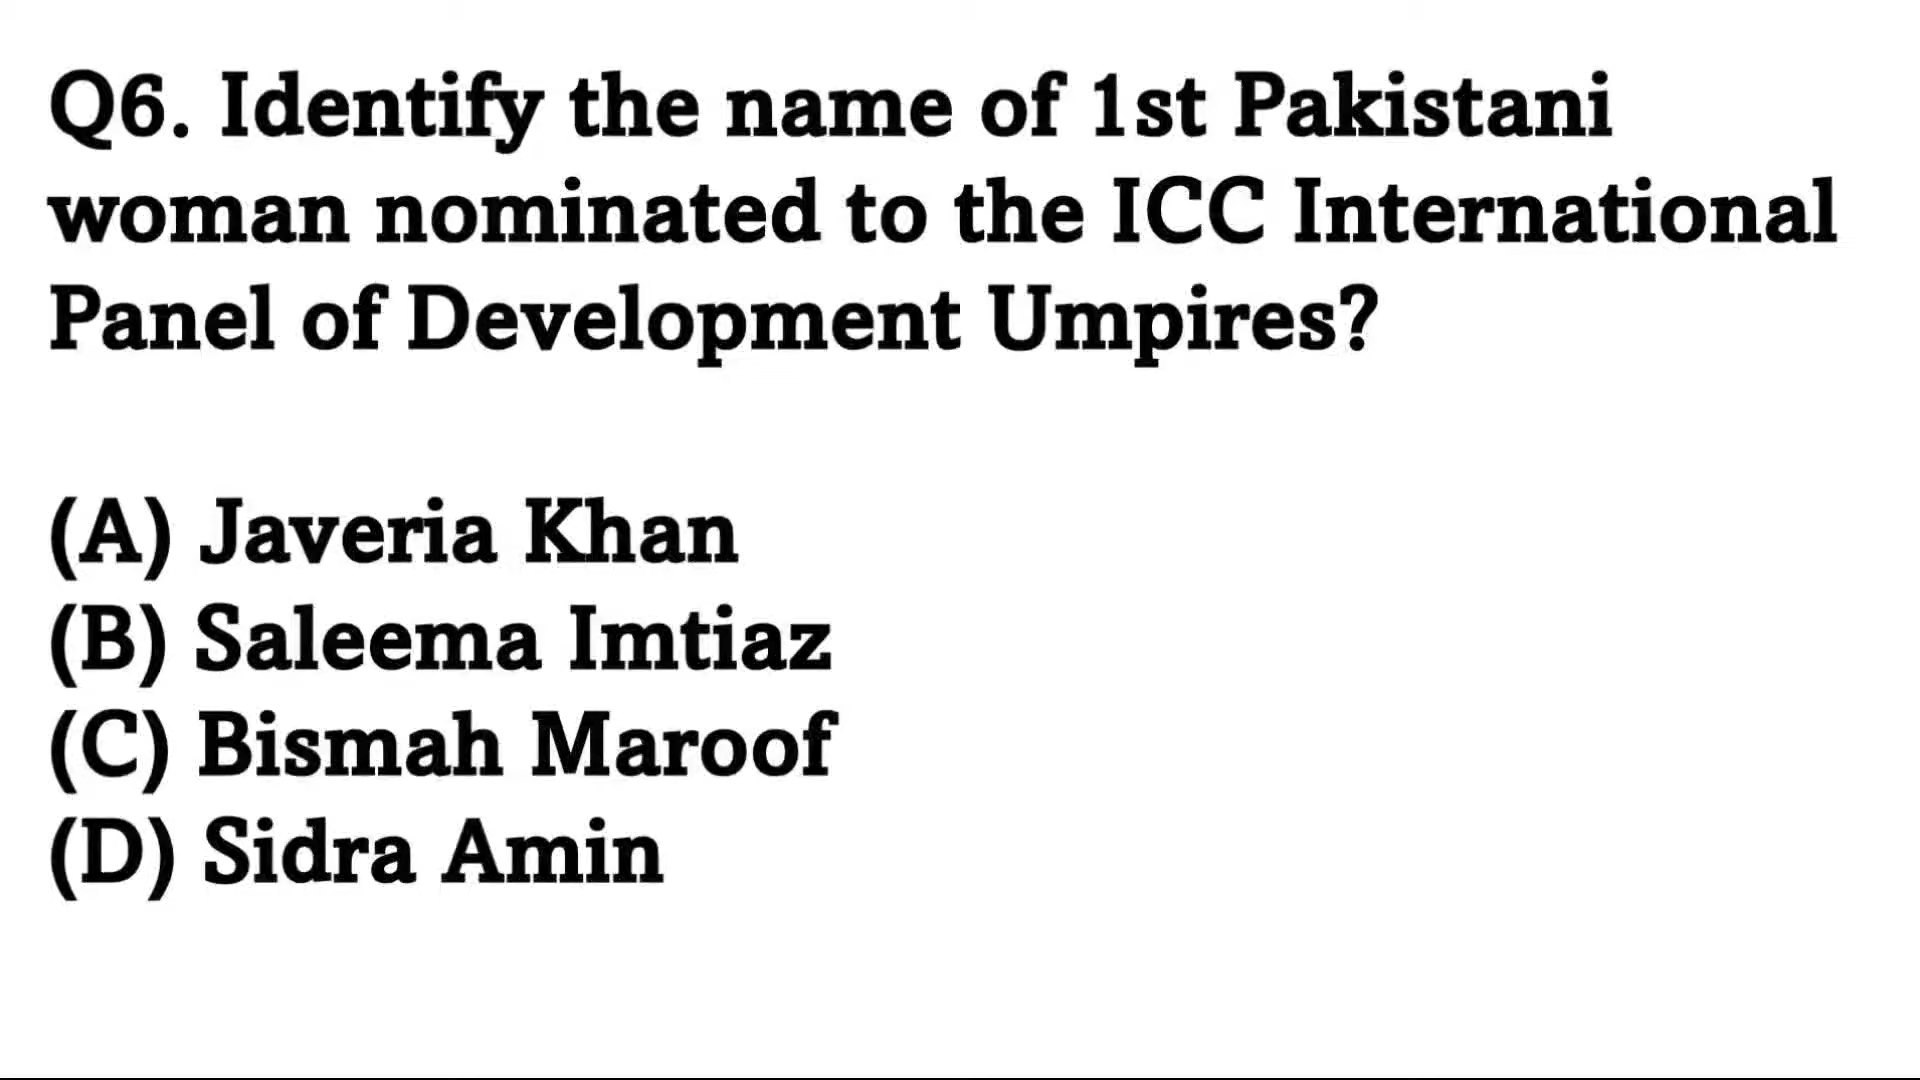 Q6. Identify the name of 1st Pakistani
woman nominated to the ICC International
Panel of Development Umpires?
(A) Javeria Khan
(B) Saleema Imtiaz
(C) Bismah Maroof
(D) Sidra Amin